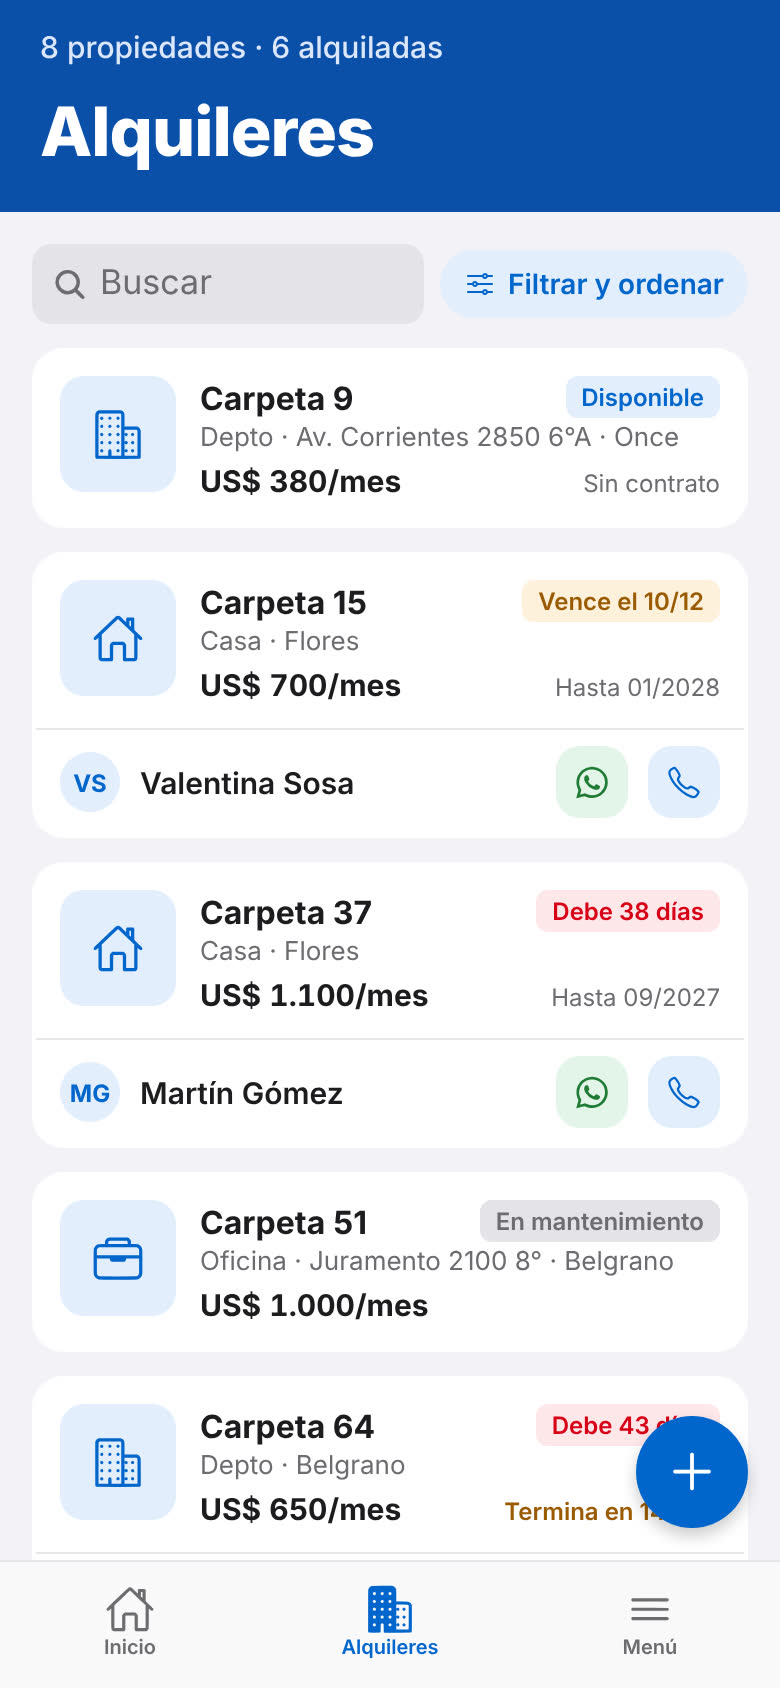 8 propiedades · 6 alquiladas
Alquileres
Buscar
Filtrar y ordenar
Carpeta 9
Disponible
Depto · Av. Corrientes 2850 6°A · Once
US$ 380/mes
Sin contrato
Carpeta 15
Vence el 10/12
Casa · Flores
US$ 700/mes
Hasta 01/2028
VS
Valentina Sosa
Carpeta 37
Debe 38 días
Casa · Flores
US$ 1.100/mes
Hasta 09/2027
MG
Martín Gómez
Carpeta 51
En mantenimiento
Oficina · Juramento 2100 8° · Belgrano
US$ 1.000/mes
Carpeta 64
Debe 43
Depto · Belgrano
US$ 650/mes
Termina en
Inicio
Alquileres
Menú